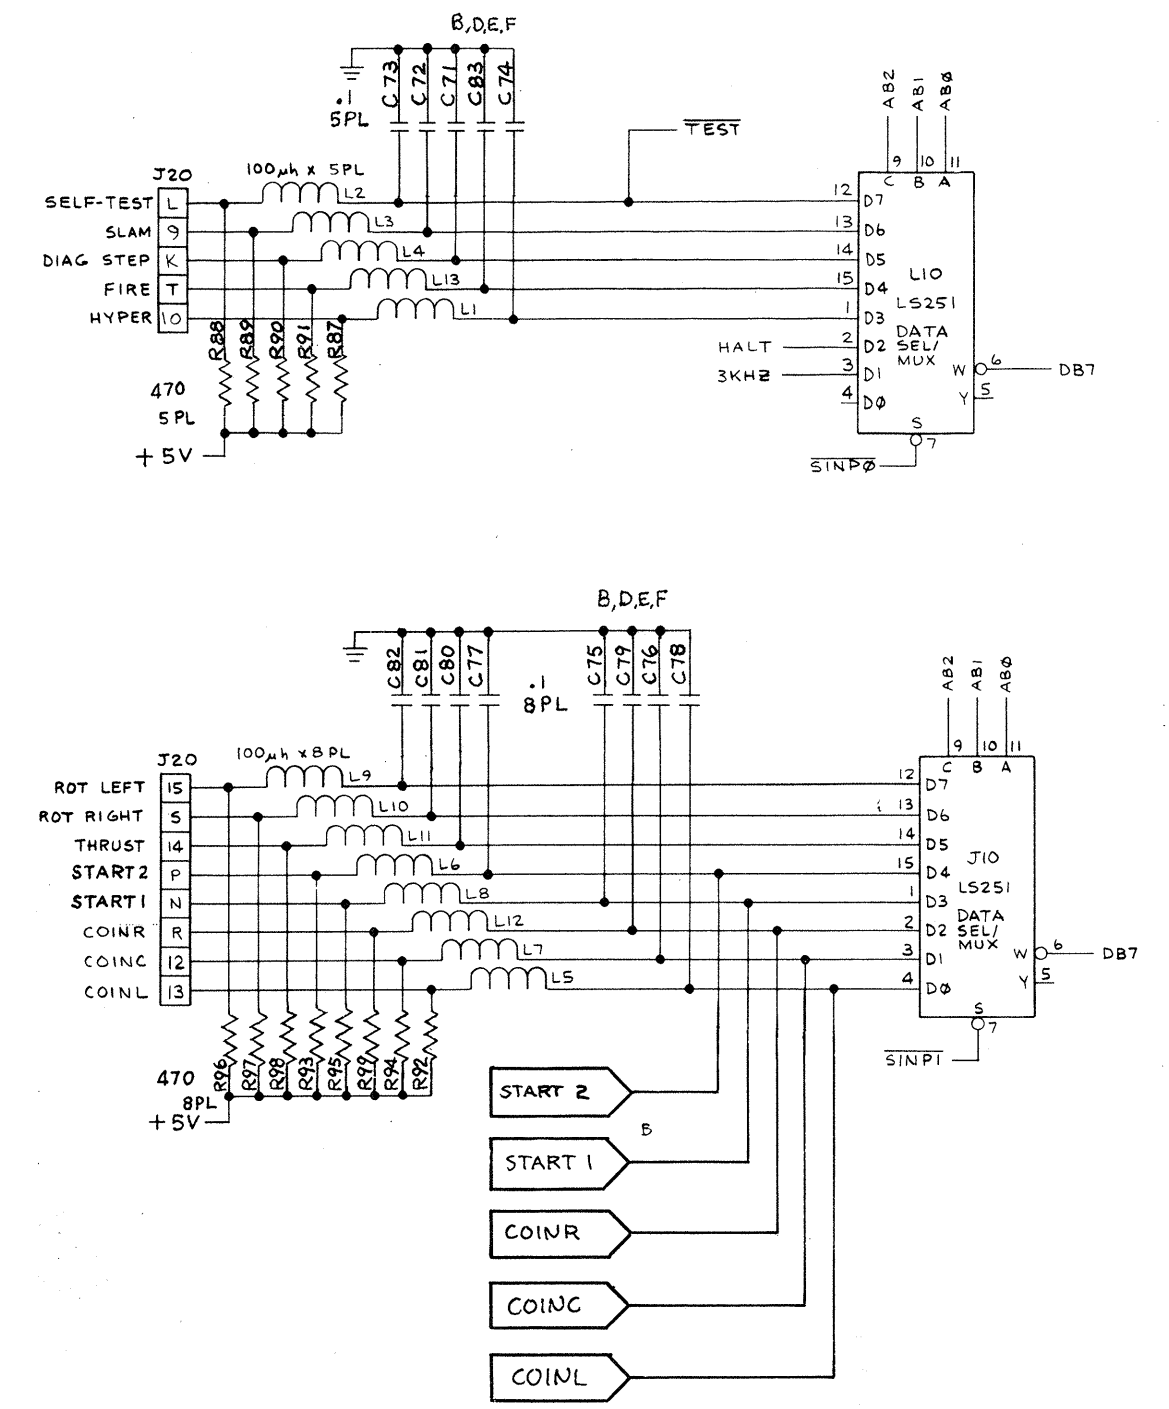 B,D,E,F
C73 C72 C71 C83 C74
.1
5PL
TEST
AB2 AB1 ABØ
9 10 11
C B A
J20
100µh x 5PL
SELF-TEST L L2 12 D7
SLAM 9 L3 13 D6
DIAG STEP K L4 14 D5
FIRE T L13 15 D4
HYPER 10 L1 1 D3
L10
LS251
DATA
SEL/
MUX
HALT 2 D2
3KHZ 3 D1
4 DØ
W 6 DB7
Y 5
S
7
SINPØ
R88 R89 R90 R91 R87
470
5PL
+5V
B,D,E,F
C82 C81 C80 C77 C75 C79 C76 C78
.1
8PL
AB2 AB1 ABØ
9 10 11
C B A
J20
100µh x 8PL
ROT LEFT 15 L9 12 D7
ROT RIGHT S L10 13 D6
THRUST 14 L11 14 D5
START2 P L6 15 D4
START1 N L8 1 D3
COINR R L12 2 D2
COINC 12 L7 3 D1
COINL 13 L5 4 DØ
J10
LS251
DATA
SEL/
MUX
W 6 DB7
Y 5
S
7
SINP1
R96 R97 R98 R93 R95 R99 R94 R92
470
8PL
+5V
START 2
B
START 1
COINR
COINC
COINL